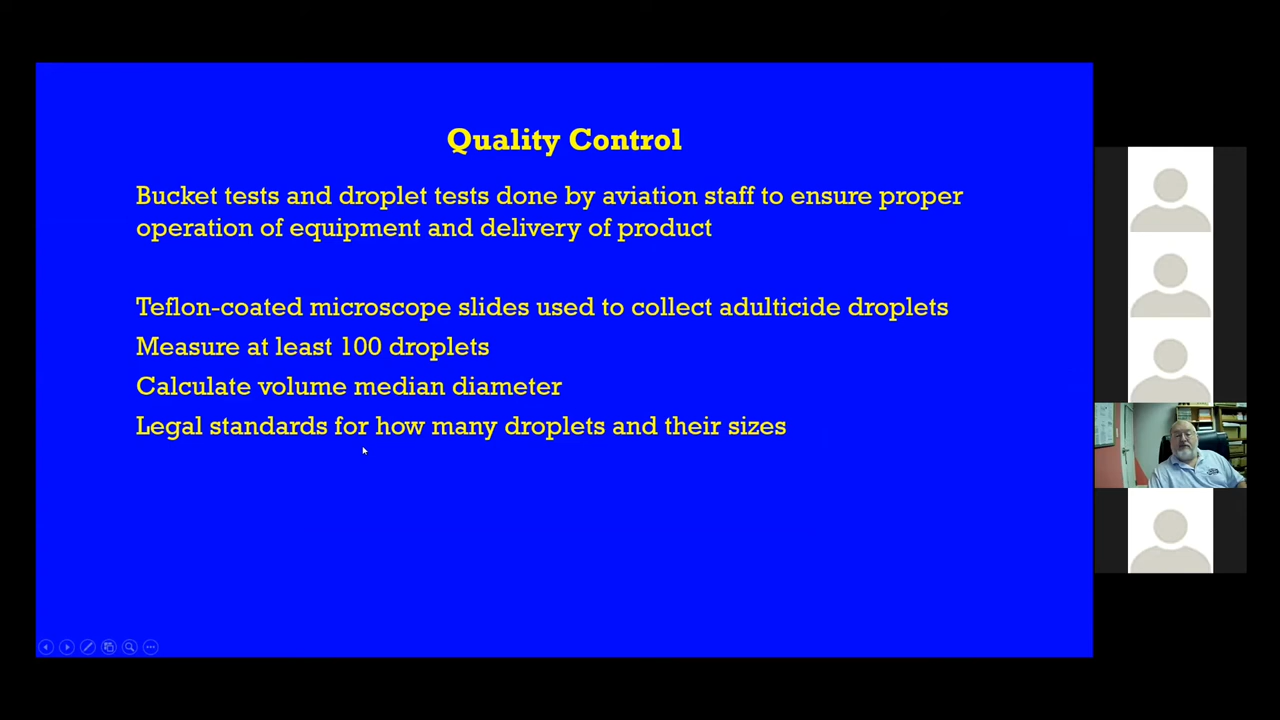 Quality Control
Bucket tests and droplet tests done by aviation staff to ensure proper
operation of equipment and delivery of product
Teflon-coated microscope slides used to collect adulticide droplets
Measure at least 100 droplets
Calculate volume median diameter
Legal standards for how many droplets and their sizes